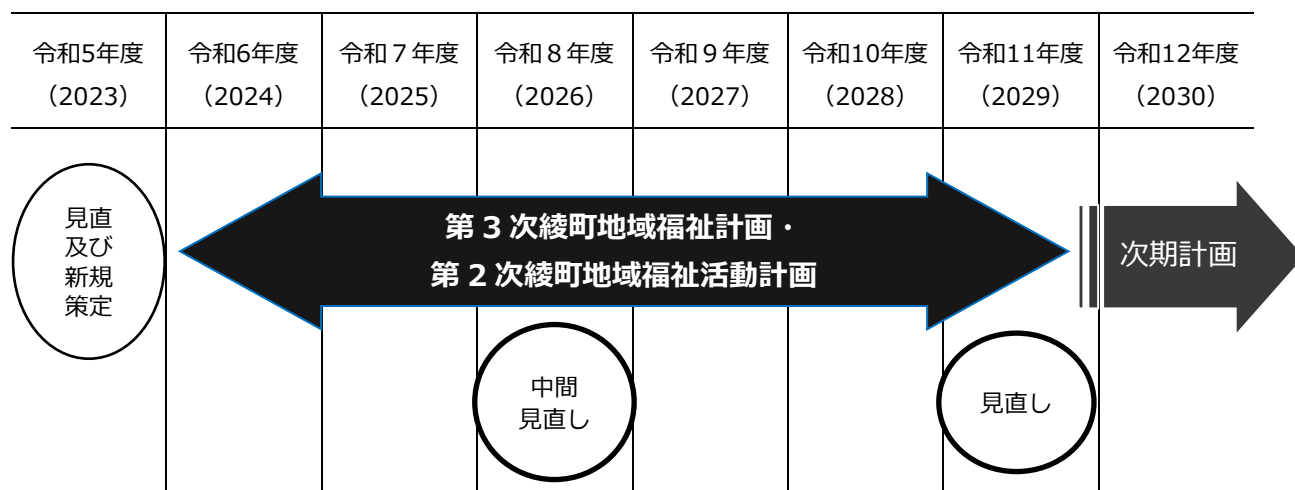 令和5年度
(2023)
令和6年度
(2024)
令和７年度
(2025)
令和８年度
(2026)
令和９年度
(2027)
令和10年度
(2028)
令和11年度
(2029)
令和12年度
(2030)
見直
及び
新規
策定
第３次綾町地域福祉計画・
第２次綾町地域福祉活動計画
次期計画
中間
見直し
見直し